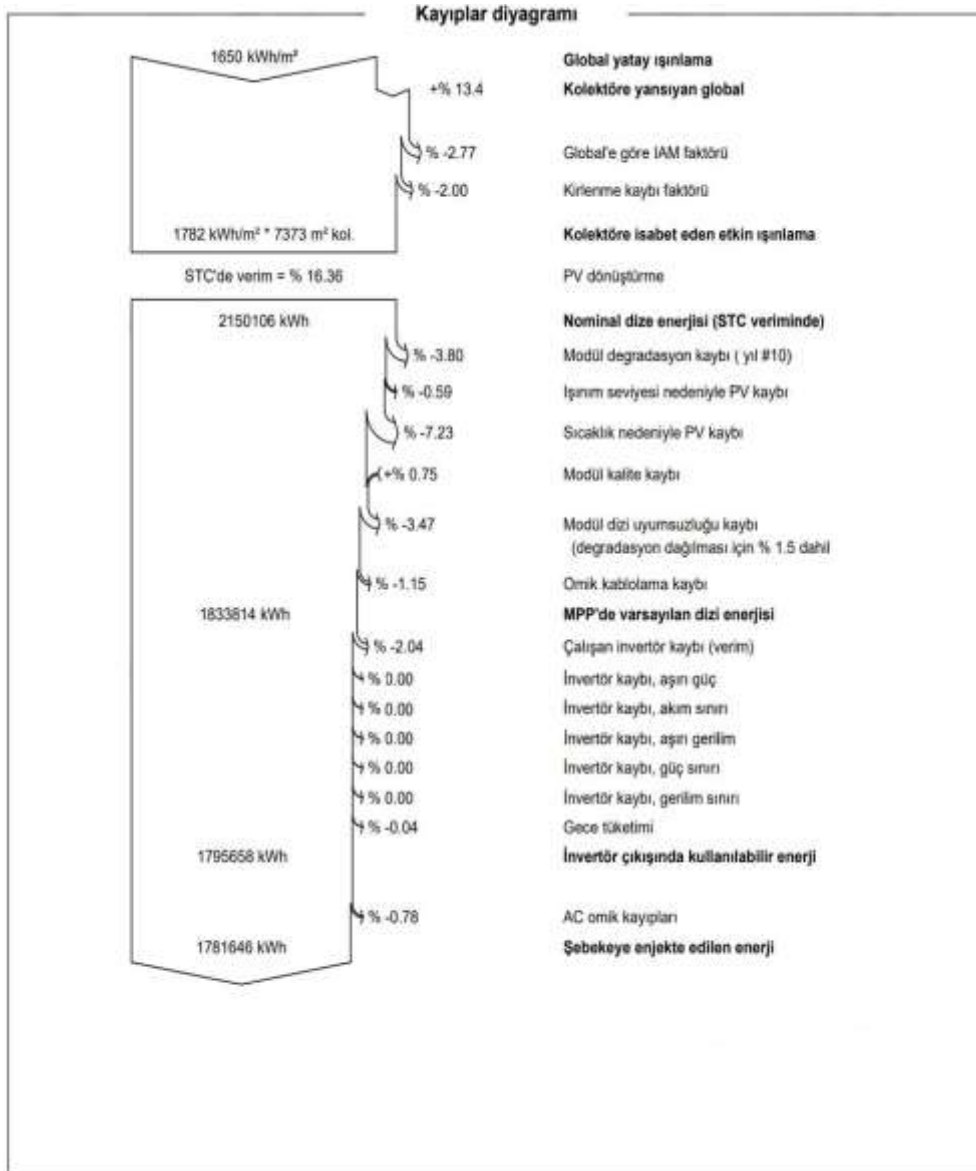 Kayıplar diyagramı
1650 kWh/m² Global yatay ışınlama
+% 13.4 Kolektöre yansıyan global
% -2.77 Global'e göre IAM faktörü
% -2.00 Kirlenme kaybı faktörü
1782 kWh/m² * 7373 m² kol. Kolektöre isabet eden etkin ışınlama
STC'de verim = % 16.36 PV dönüştürme
2150106 kWh Nominal dize enerjisi (STC veriminde)
% -3.80 Modül degradasyon kaybı ( yıl #10)
% -0.59 Işınım seviyesi nedeniyle PV kaybı
% -7.23 Sıcaklık nedeniyle PV kaybı
+% 0.75 Modül kalite kaybı
% -3.47 Modül dizi uyumsuzluğu kaybı
(degradasyon dağılması için % 1.5 dahil
% -1.15 Omik kablolama kaybı
1833814 kWh MPP'de varsayılan dizi enerjisi
% -2.04 Çalışan invertör kaybı (verim)
% 0.00 İnvertör kaybı, aşırı güç
% 0.00 İnvertör kaybı, akım sınırı
% 0.00 İnvertör kaybı, aşırı gerilim
% 0.00 İnvertör kaybı, güç sınırı
% 0.00 İnvertör kaybı, gerilim sınırı
% -0.04 Gece tüketimi
1795658 kWh İnvertör çıkışında kullanılabilir enerji
% -0.78 AC omik kayıpları
1781646 kWh Şebekeye enjekte edilen enerji